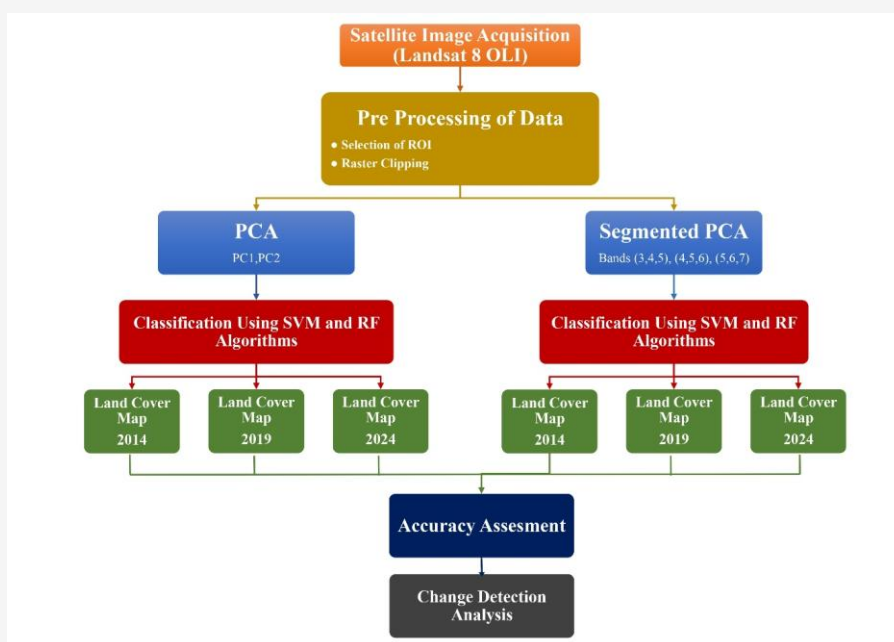 Satellite Image Acquisition
(Landsat 8 OLI)
Pre Processing of Data
● Selection of ROI
● Raster Clipping
PCA
PC1,PC2
Segmented PCA
Bands (3,4,5), (4,5,6), (5,6,7)
Classification Using SVM and RF
Algorithms
Classification Using SVM and RF
Algorithms
Land Cover
Map
2014
Land Cover
Map
2019
Land Cover
Map
2024
Land Cover
Map
2014
Land Cover
Map
2019
Land Cover
Map
2024
Accuracy Assesment
Change Detection
Analysis